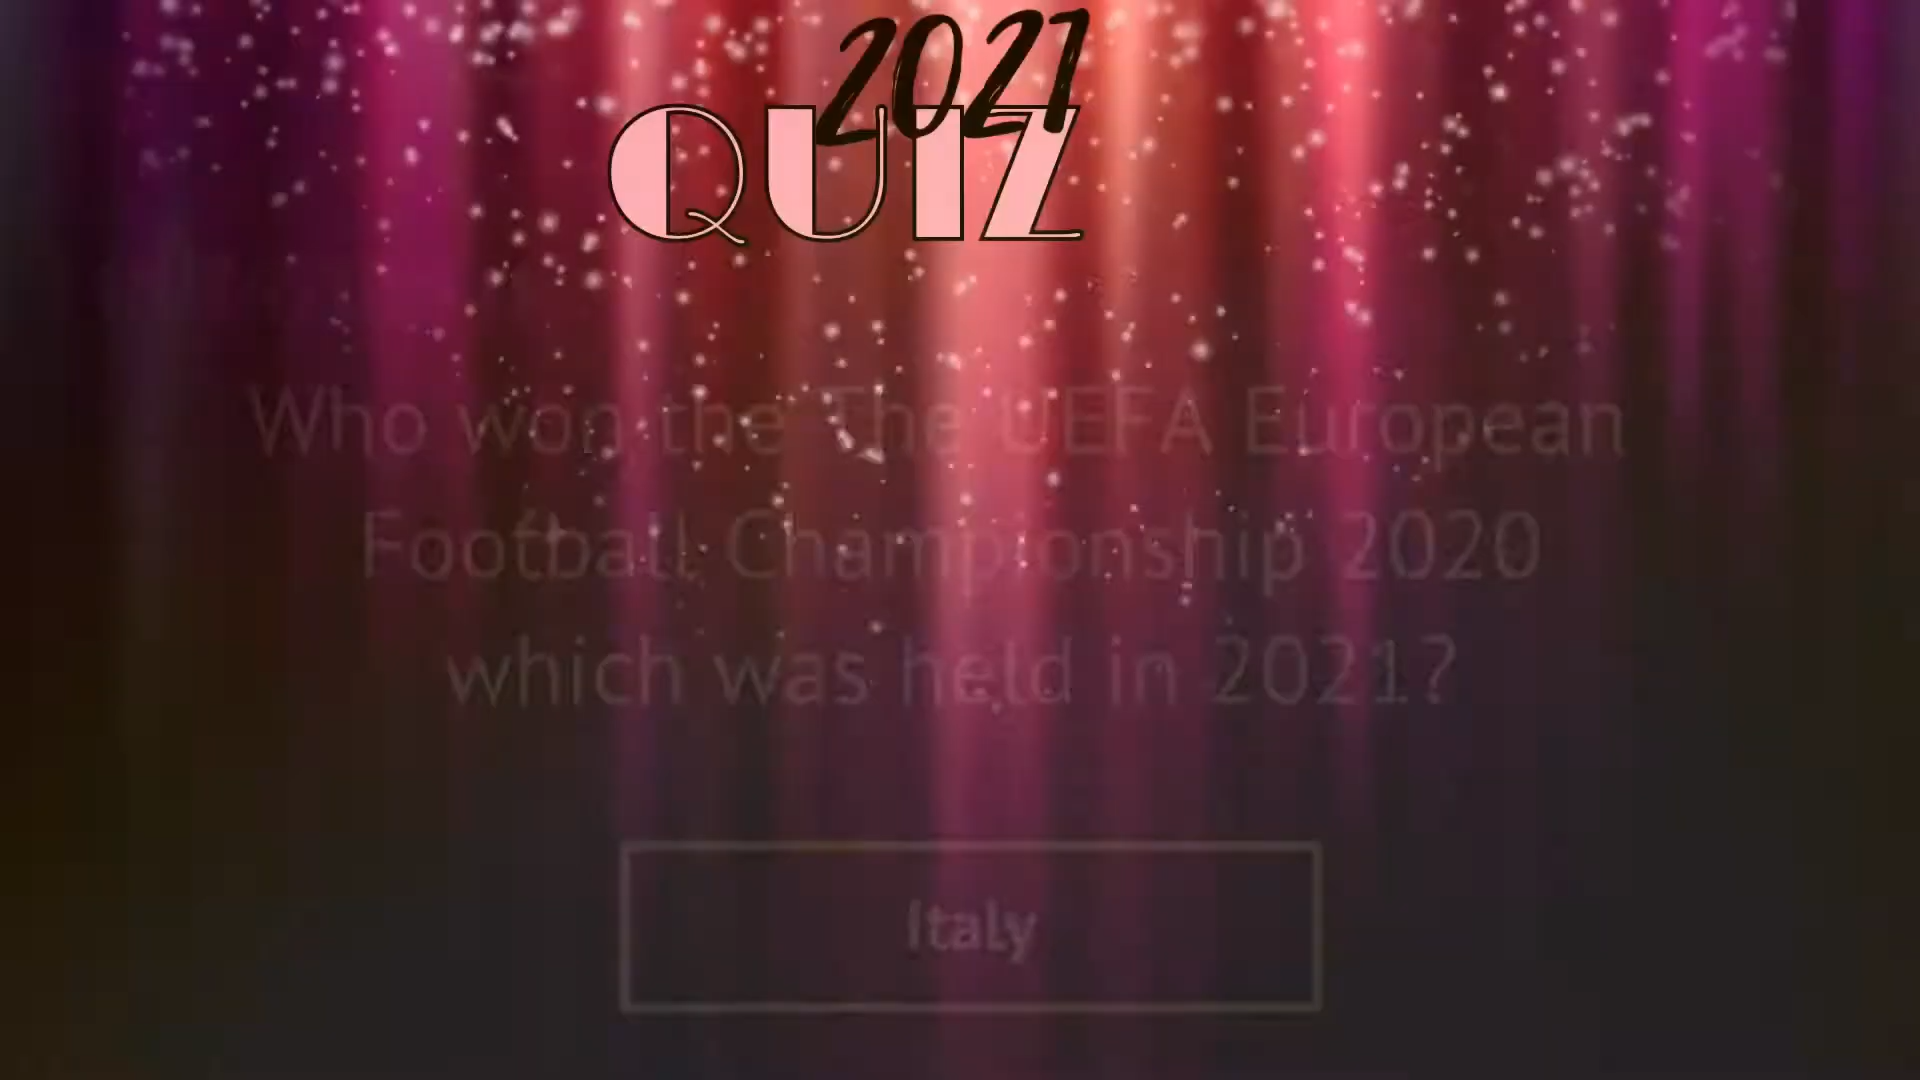 2021
QUIZ
Who won the The UEFA European
Football Championship 2020
which was held in 2021?
Italy